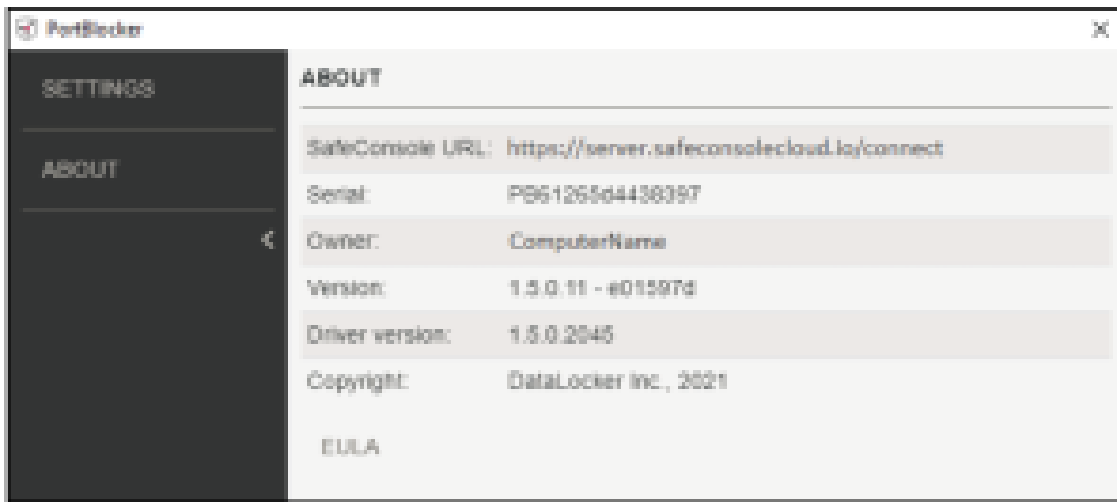 PortBlocker
SETTINGS
ABOUT
ABOUT
SafeConsole URL: https://server.safeconsolecloud.io/connect
Serial: PB61265d4438397
Owner: ComputerName
Version: 1.5.0.11 - e01597d
Driver version: 1.5.0.2045
Copyright: DataLocker Inc., 2021
EULA